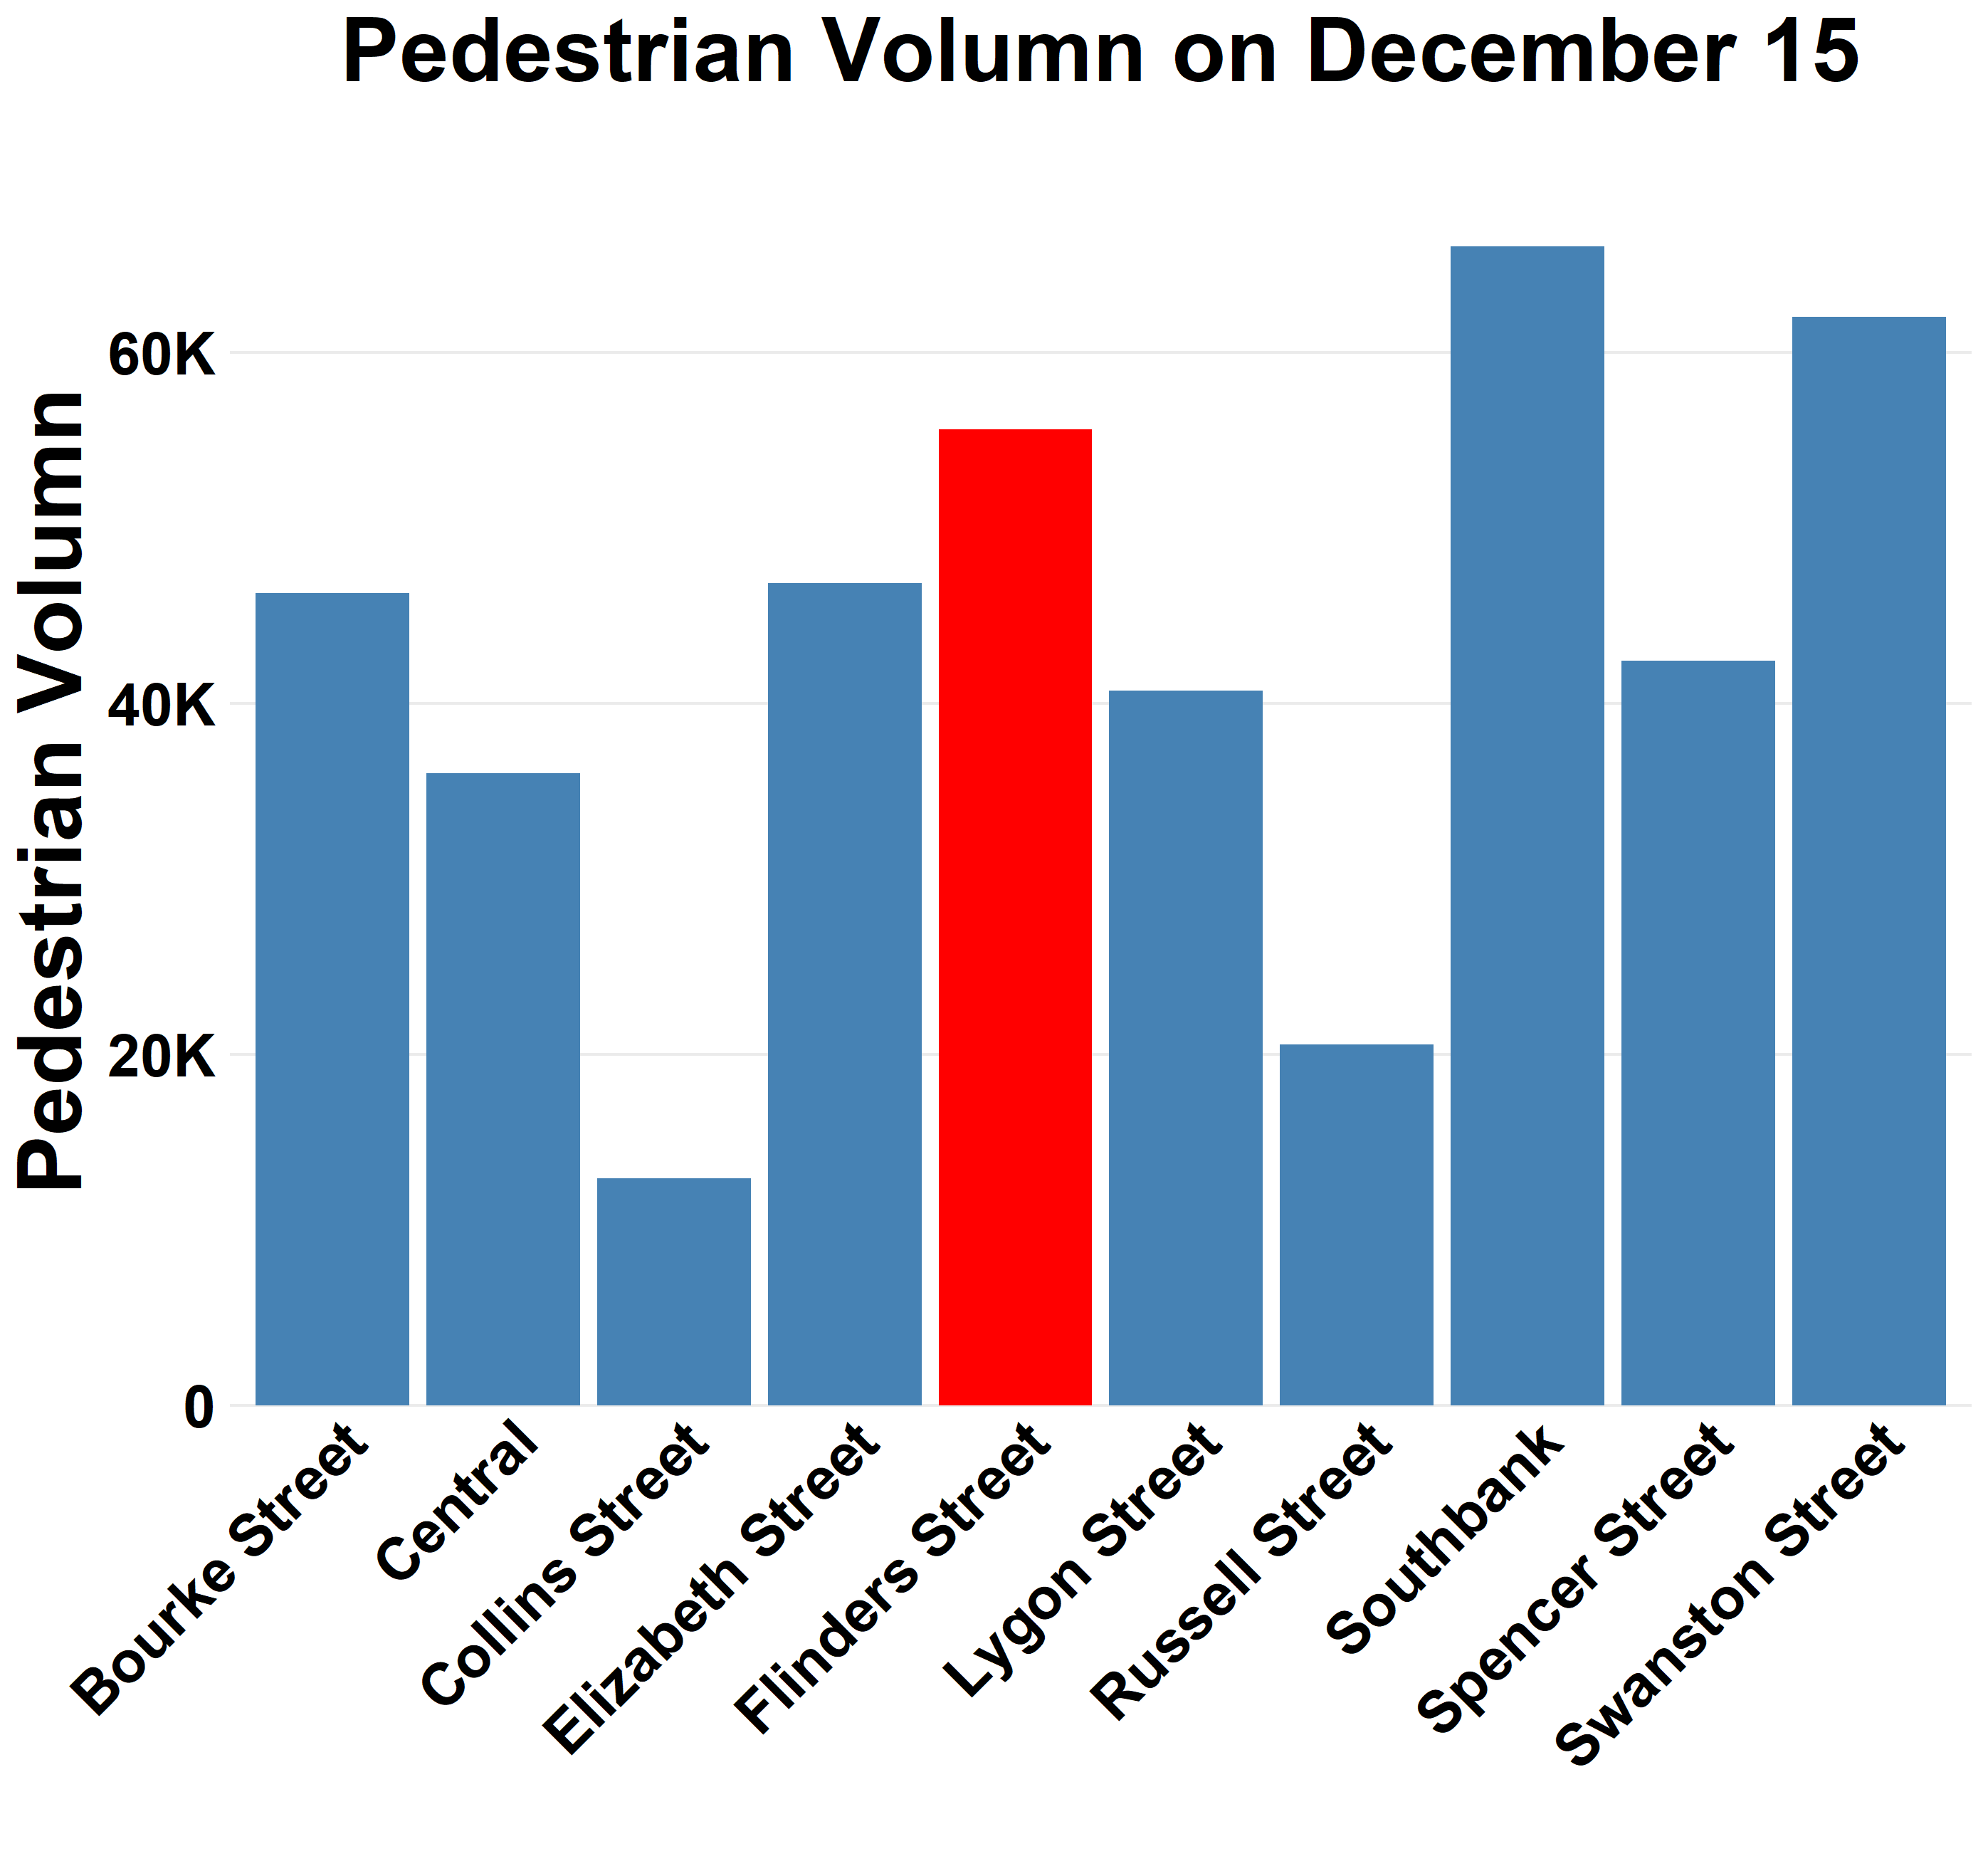 Pedestrian Volumn on December 15
Pedestrian Volumn
60K
40K
20K
0
Bourke Street
Central
Collins Street
Elizabeth Street
Flinders Street
Lygon Street
Russell Street
Southbank
Spencer Street
Swanston Street